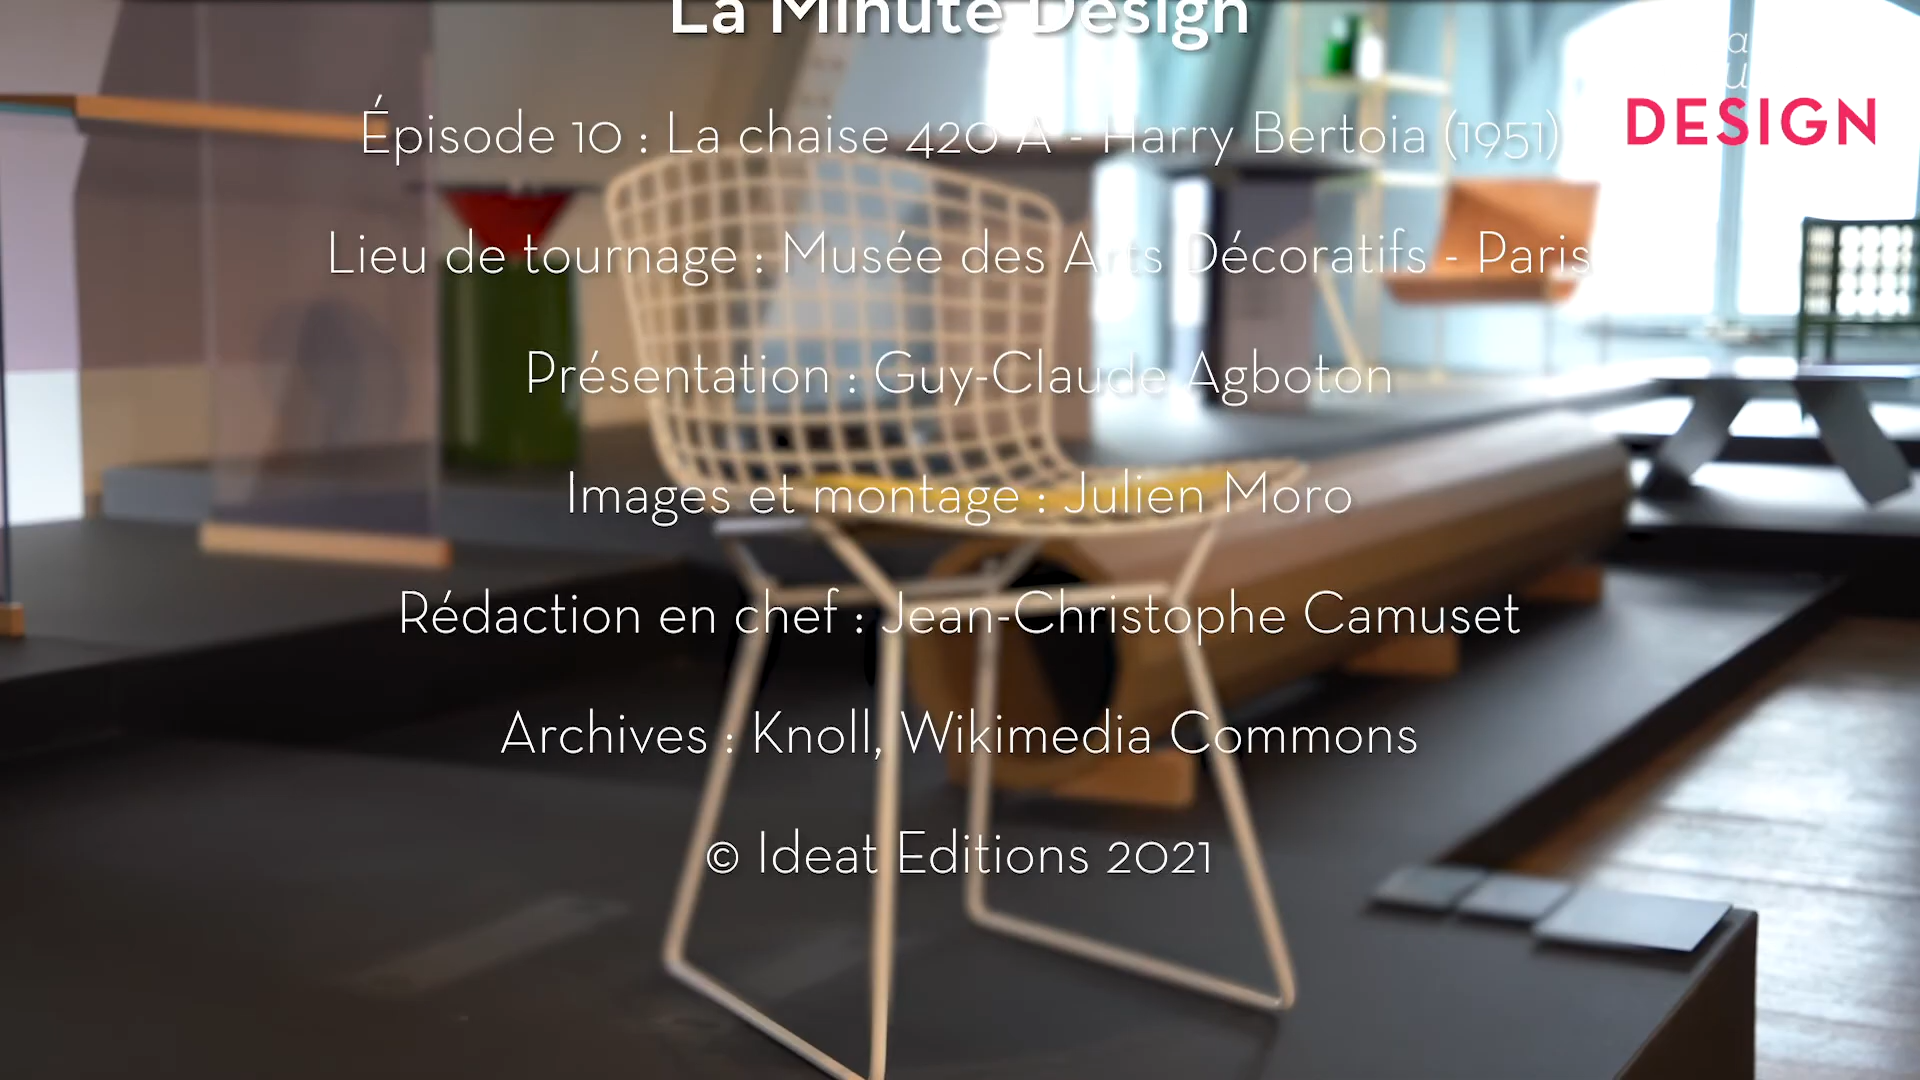 La Minute Design
DESIGN
Épisode 10 : La chaise 420 A - Harry Bertoia (1951)
Lieu de tournage : Musée des Arts Décoratifs - Paris
Présentation : Guy-Claude Agboton
Images et montage : Julien Moro
Rédaction en chef : Jean-Christophe Camuset
Archives : Knoll, Wikimedia Commons
© Ideat Editions 2021